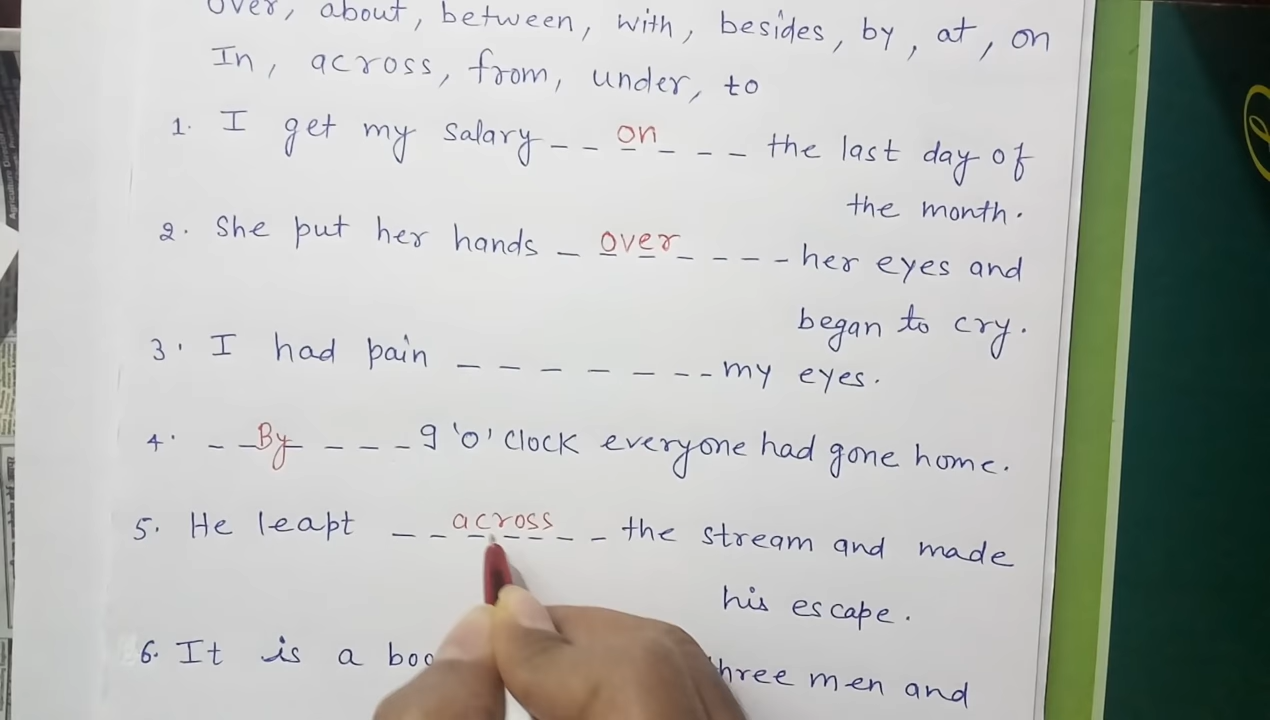 over, about, between, with, besides, by, at, on
In, across, from, under, to
1. I get my salary -- on --- the last day of
the month.
2. She put her hands - over ---- her eyes and
began to cry.
3. I had pain ------- my eyes.
4. -- By --- 9 'o' clock everyone had gone home.
5. He leapt -- across -- the stream and made
his escape.
6. It is a three men and